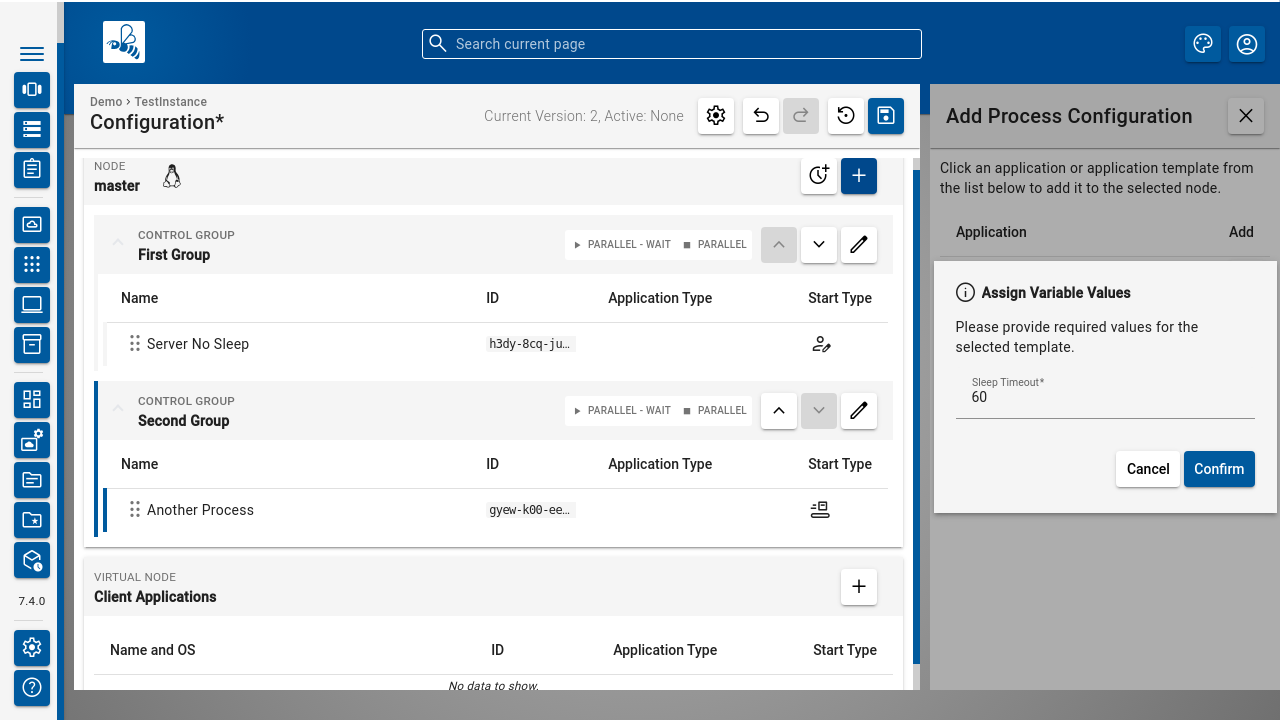 Search current page
Demo › TestInstance
Configuration*
Current Version: 2, Active: None
NODE
master
CONTROL GROUP
First Group
PARALLEL - WAIT
PARALLEL
Name
ID
Application Type
Start Type
Server No Sleep
h3dy-8cq-ju…
CONTROL GROUP
Second Group
PARALLEL - WAIT
PARALLEL
Name
ID
Application Type
Start Type
Another Process
gyew-k00-ee…
VIRTUAL NODE
Client Applications
Name and OS
ID
Application Type
Start Type
No data to show.
Add Process Configuration
Click an application or application template from
the list below to add it to the selected node.
Application
Add
Assign Variable Values
Please provide required values for the
selected template.
Sleep Timeout*
60
Cancel
Confirm
7.4.0